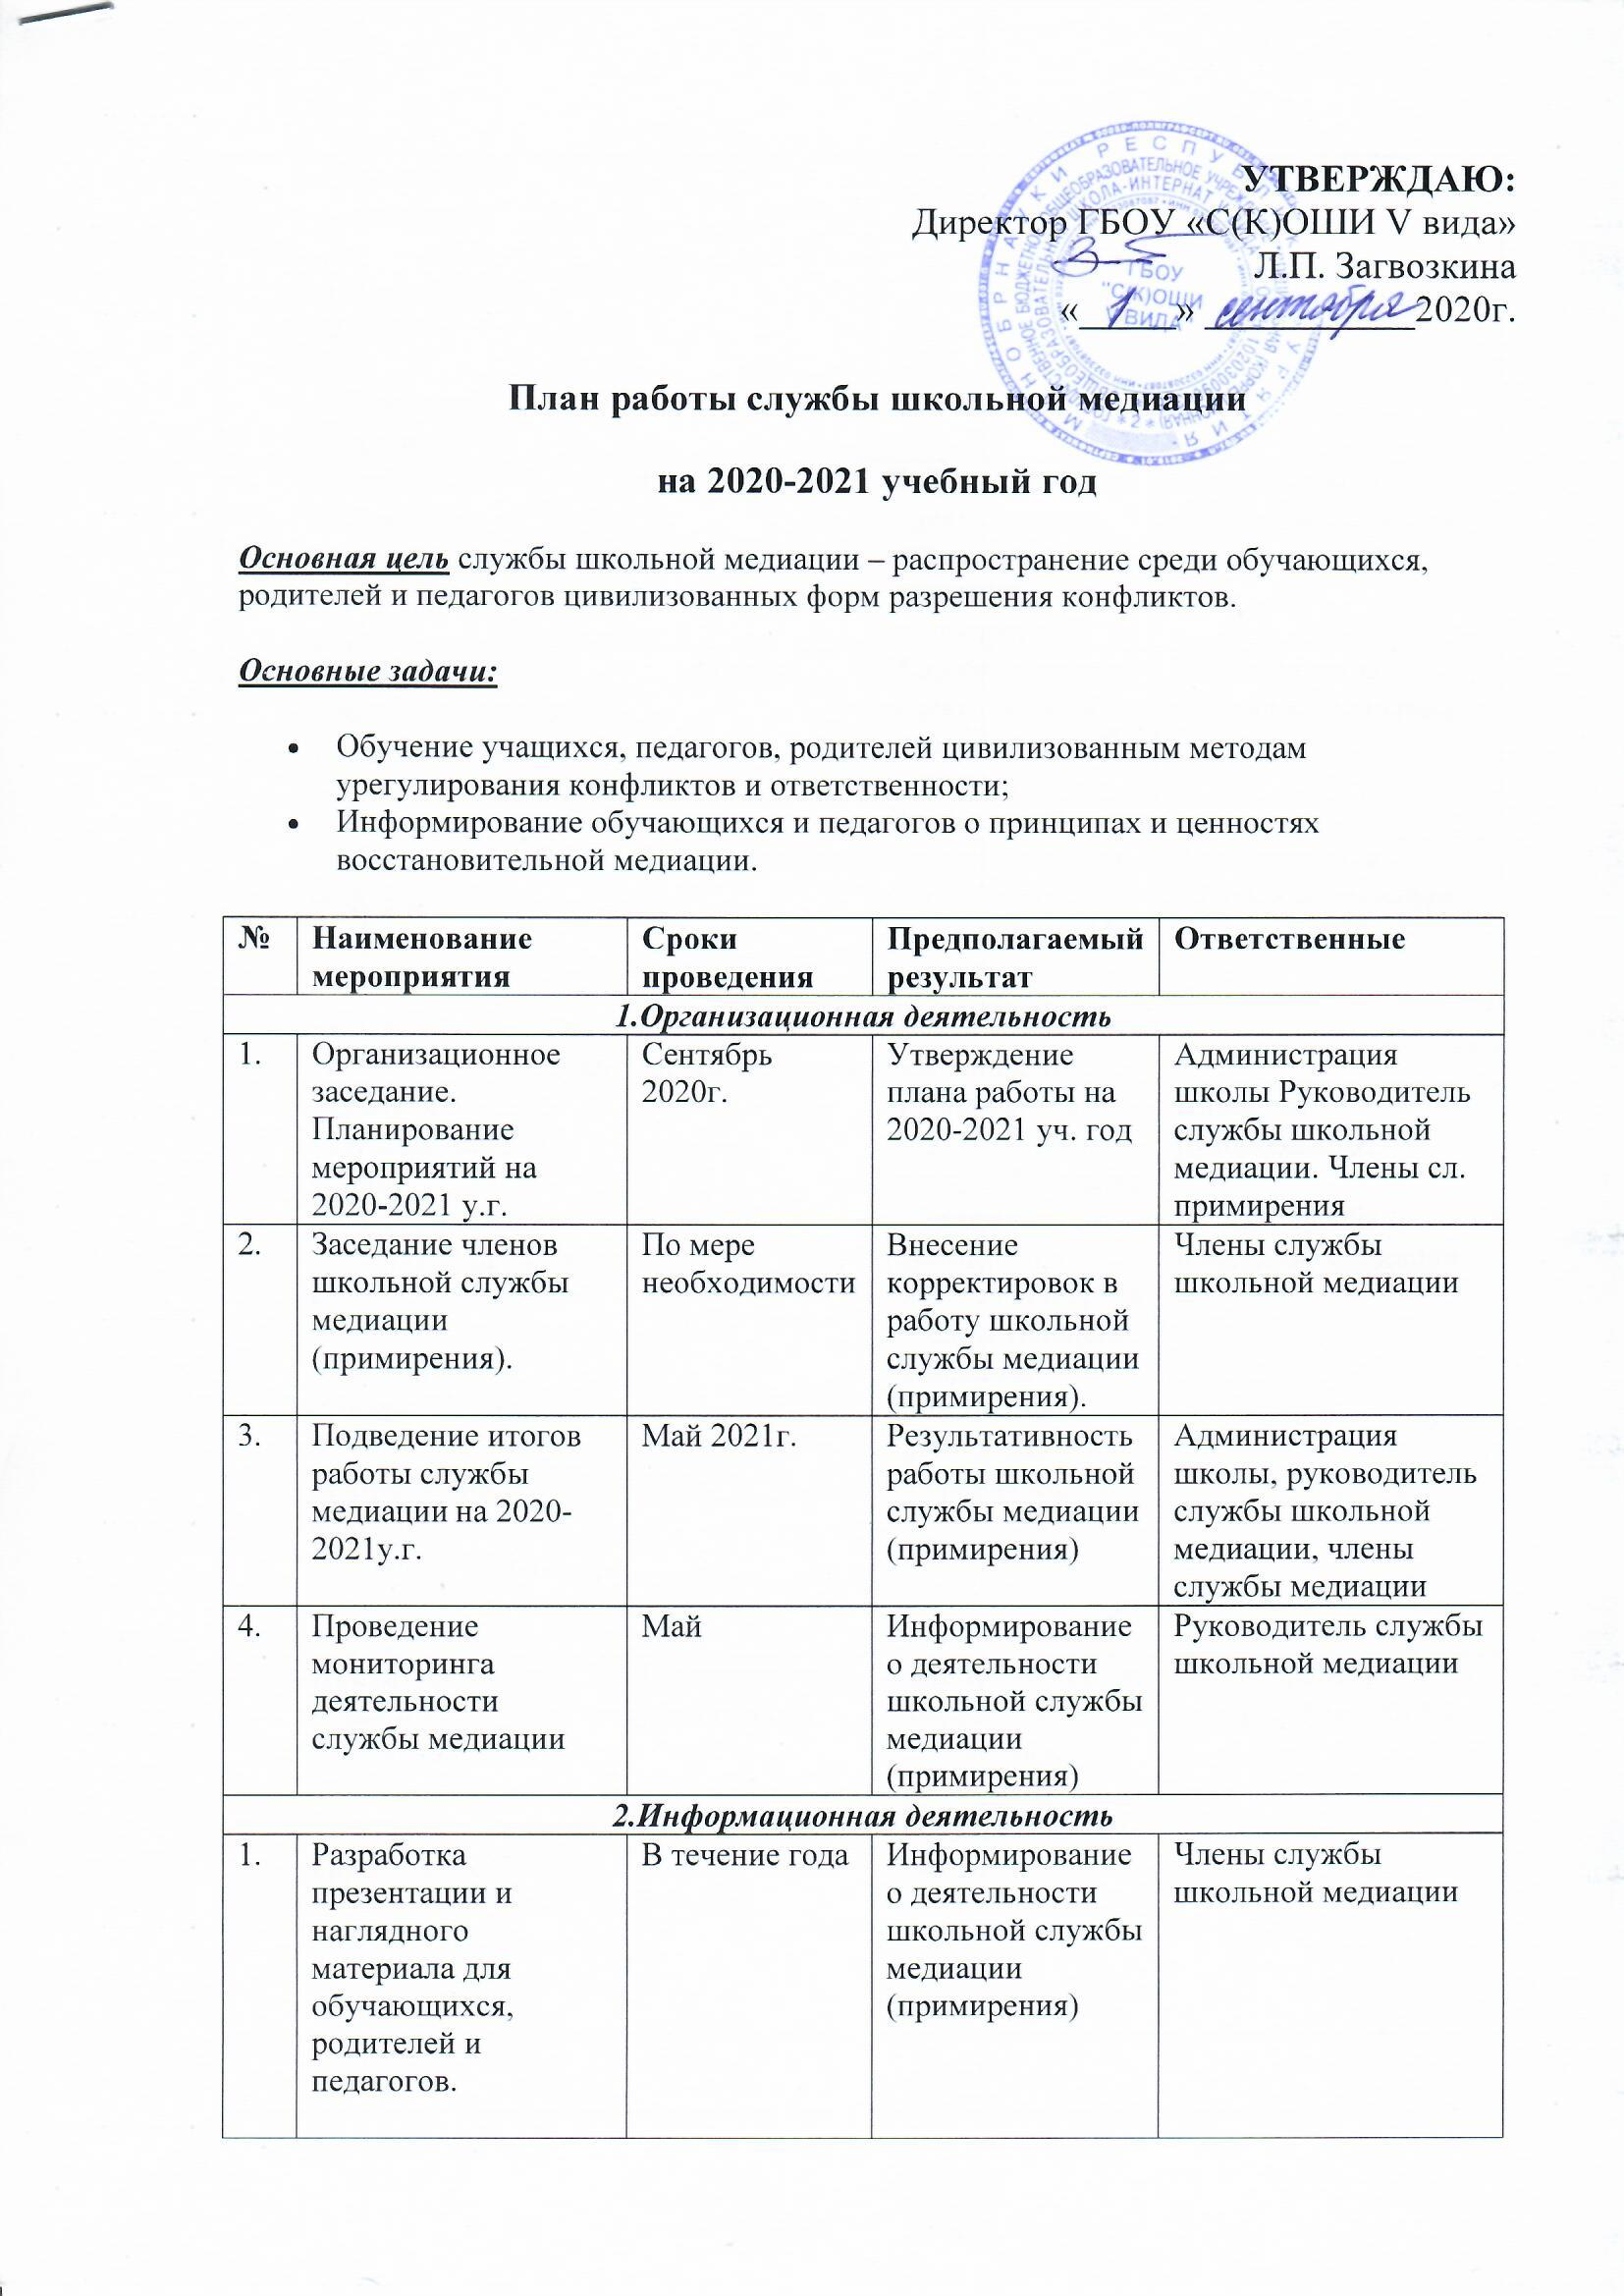 УТВЕРЖДАЮ:
Директор ГБОУ «С(К)ОШИ V вида»
Л.П. Загвозкина
« 1 » сентября 2020г.
ГБОУ
"С(К)ОШИ
V ВИДА"
План работы службы школьной медиации
на 2020-2021 учебный год
Основная цель службы школьной медиации – распространение среди обучающихся,
родителей и педагогов цивилизованных форм разрешения конфликтов.
Основные задачи:
• Обучение учащихся, педагогов, родителей цивилизованным методам
урегулирования конфликтов и ответственности;
• Информирование обучающихся и педагогов о принципах и ценностях
восстановительной медиации.
№
Наименование
мероприятия
Сроки
проведения
Предполагаемый
результат
Ответственные
1.Организационная деятельность
1.
Организационное
заседание.
Планирование
мероприятий на
2020-2021 у.г.
Сентябрь
2020г.
Утверждение
плана работы на
2020-2021 уч. год
Администрация
школы Руководитель
службы школьной
медиации. Члены сл.
примирения
2.
Заседание членов
школьной службы
медиации
(примирения).
По мере
необходимости
Внесение
корректировок в
работу школьной
службы медиации
(примирения).
Члены службы
школьной медиации
3.
Подведение итогов
работы службы
медиации на 2020-
2021у.г.
Май 2021г.
Результативность
работы школьной
службы медиации
(примирения)
Администрация
школы, руководитель
службы школьной
медиации, члены
службы медиации
4.
Проведение
мониторинга
деятельности
службы медиации
Май
Информирование
о деятельности
школьной службы
медиации
(примирения)
Руководитель службы
школьной медиации
2.Информационная деятельность
1.
Разработка
презентации и
наглядного
материала для
обучающихся,
родителей и
педагогов.
В течение года
Информирование
о деятельности
школьной службы
медиации
(примирения)
Члены службы
школьной медиации